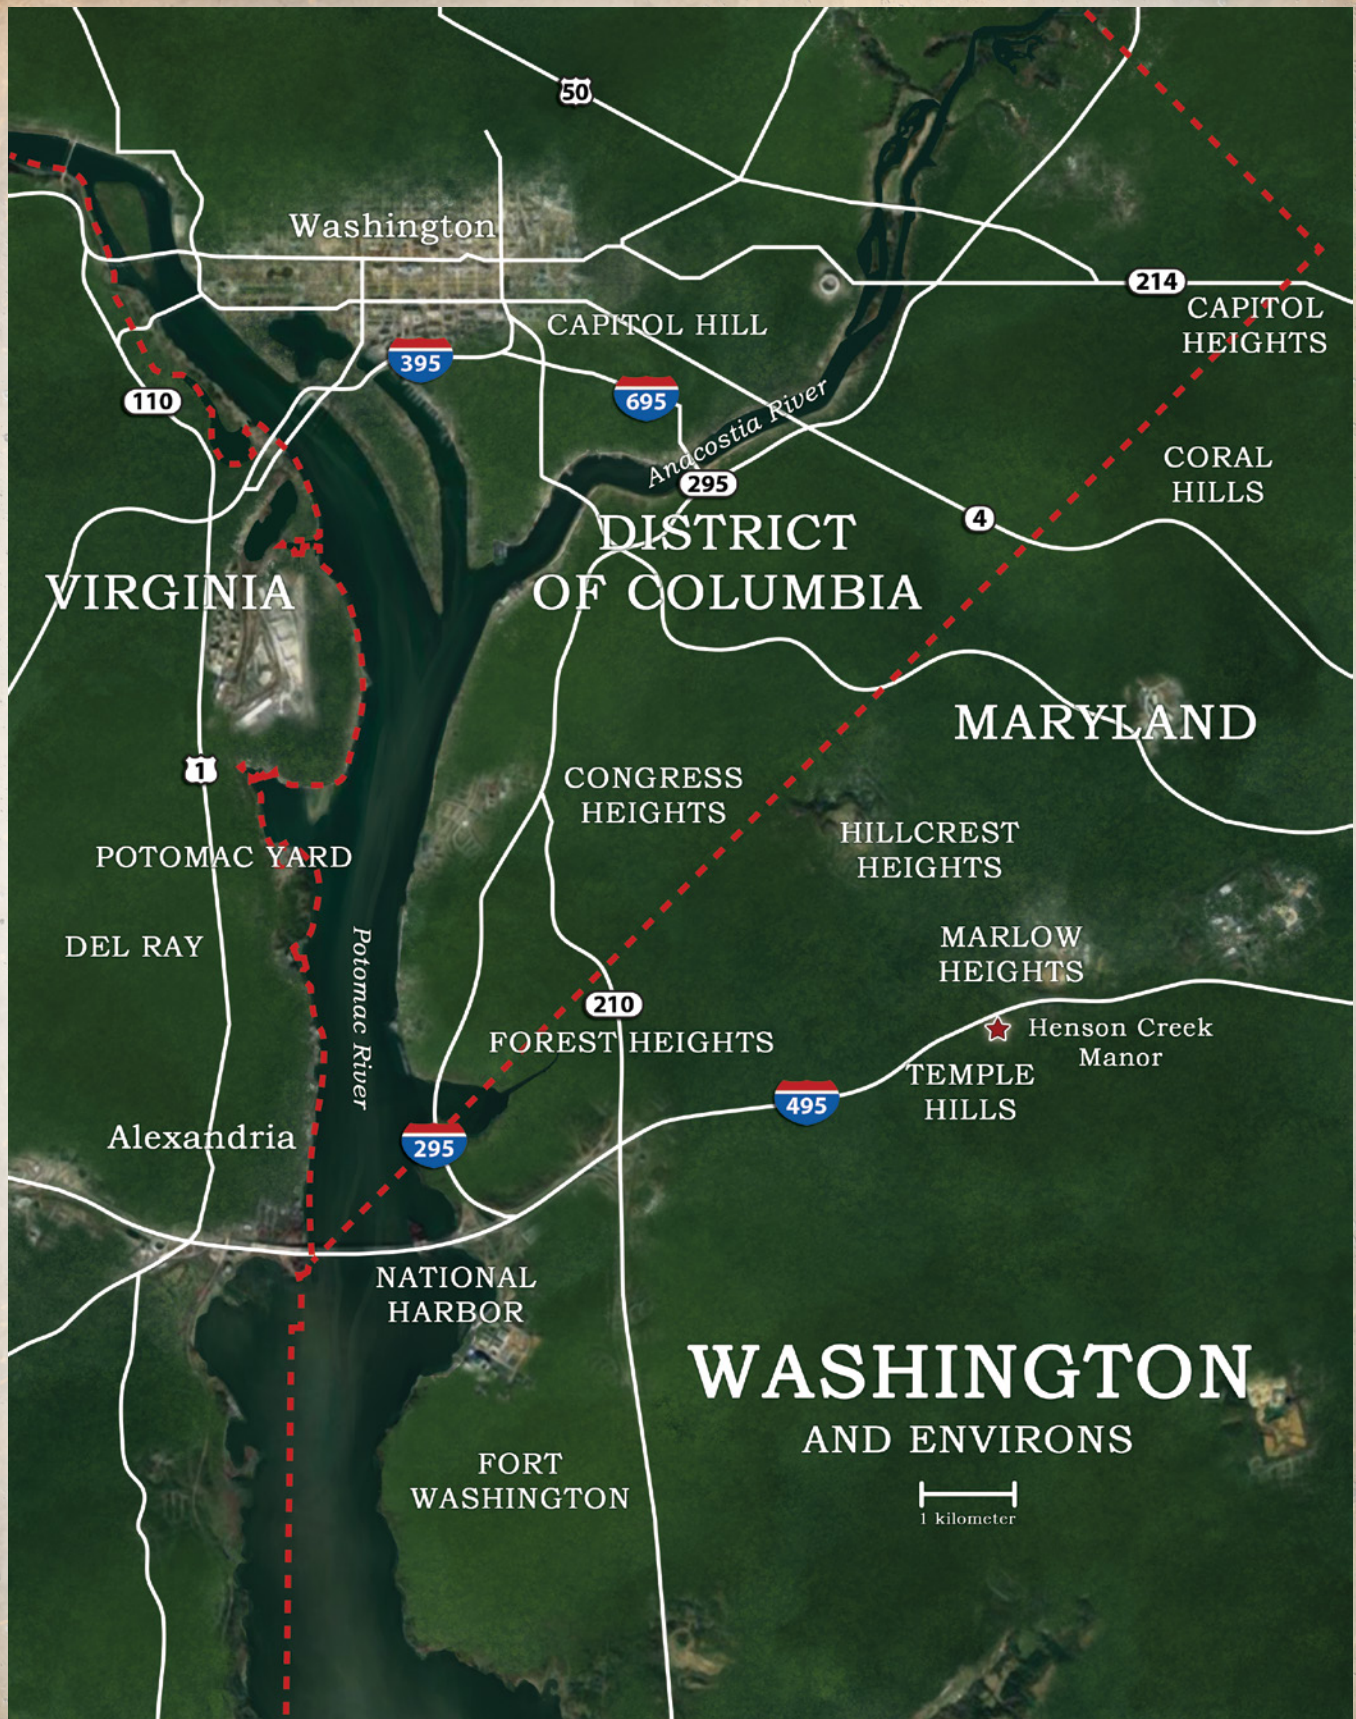 50
Washington
214
CAPITOL
HEIGHTS
CAPITOL HILL
395
695
110
Anacostia River
295
CORAL
HILLS
4
DISTRICT
OF COLUMBIA
VIRGINIA
MARYLAND
1
CONGRESS
HEIGHTS
HILLCREST
HEIGHTS
POTOMAC YARD
DEL RAY
Potomac River
MARLOW
HEIGHTS
210
FOREST HEIGHTS
Henson Creek
Manor
TEMPLE
HILLS
495
Alexandria
295
NATIONAL
HARBOR
WASHINGTON
AND ENVIRONS
FORT
WASHINGTON
1 kilometer